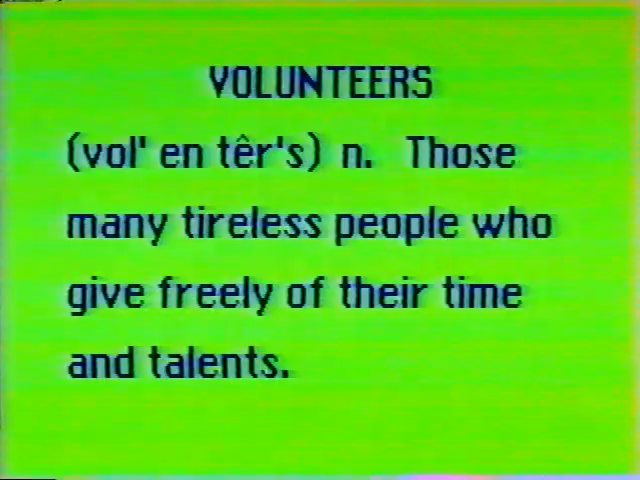 VOLUNTEERS
(vol' en têr's) n. Those
many tireless people who
give freely of their time
and talents.